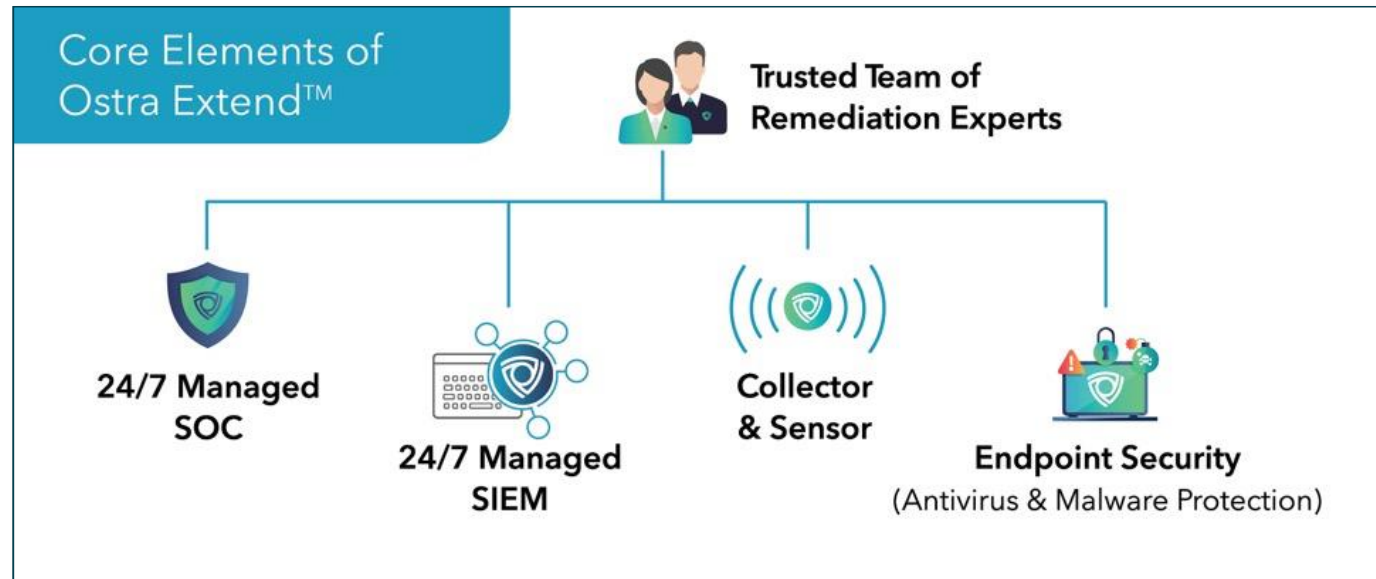 Core Elements of
Ostra Extend™
Trusted Team of
Remediation Experts
24/7 Managed
SOC
24/7 Managed
SIEM
Collector
& Sensor
Endpoint Security
(Antivirus & Malware Protection)